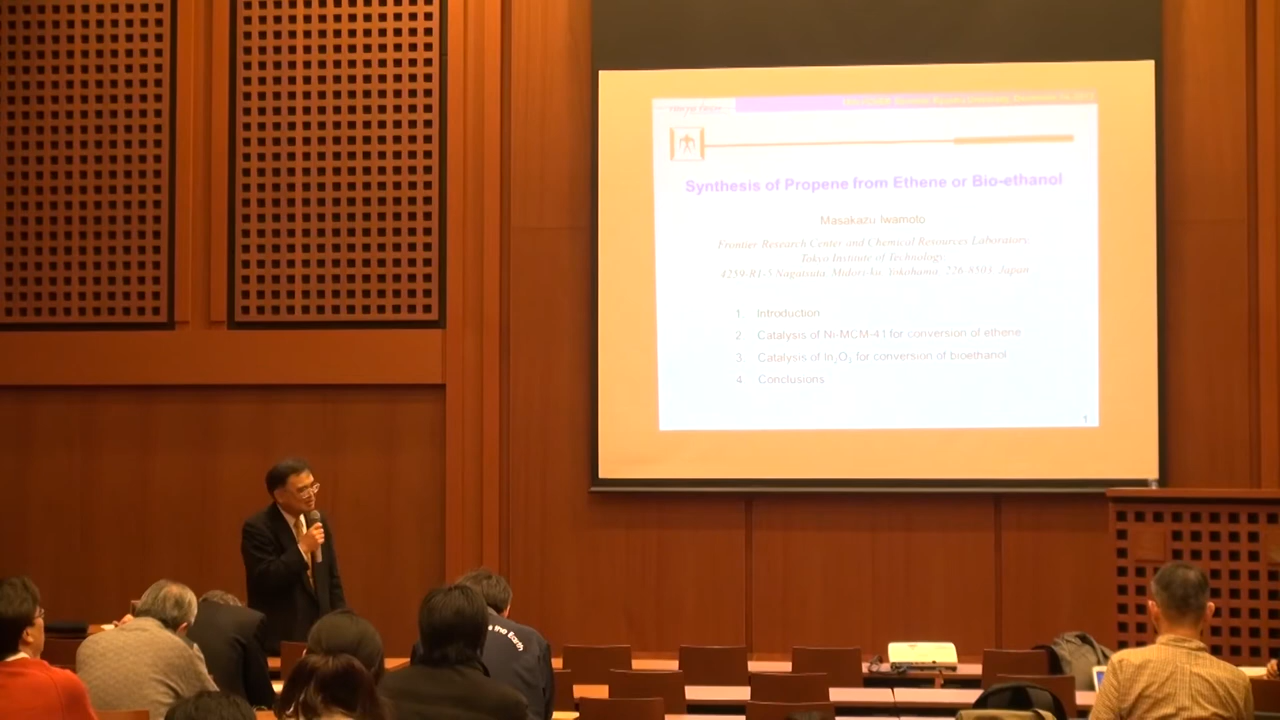 Synthesis of Propene from Ethene or Bio-ethanol
Masakazu Iwamoto
Frontier Research Center and Chemical Resources Laboratory
Tokyo Institute of Technology
4259-R1-5 Nagatsuta, Midori-ku, Yokohama, 226-8503, Japan
1. Introduction
2. Catalysis of Ni-MCM-41 for conversion of ethene
3. Catalysis of In₂O₃ for conversion of bioethanol
4. Conclusions
1
the Earth